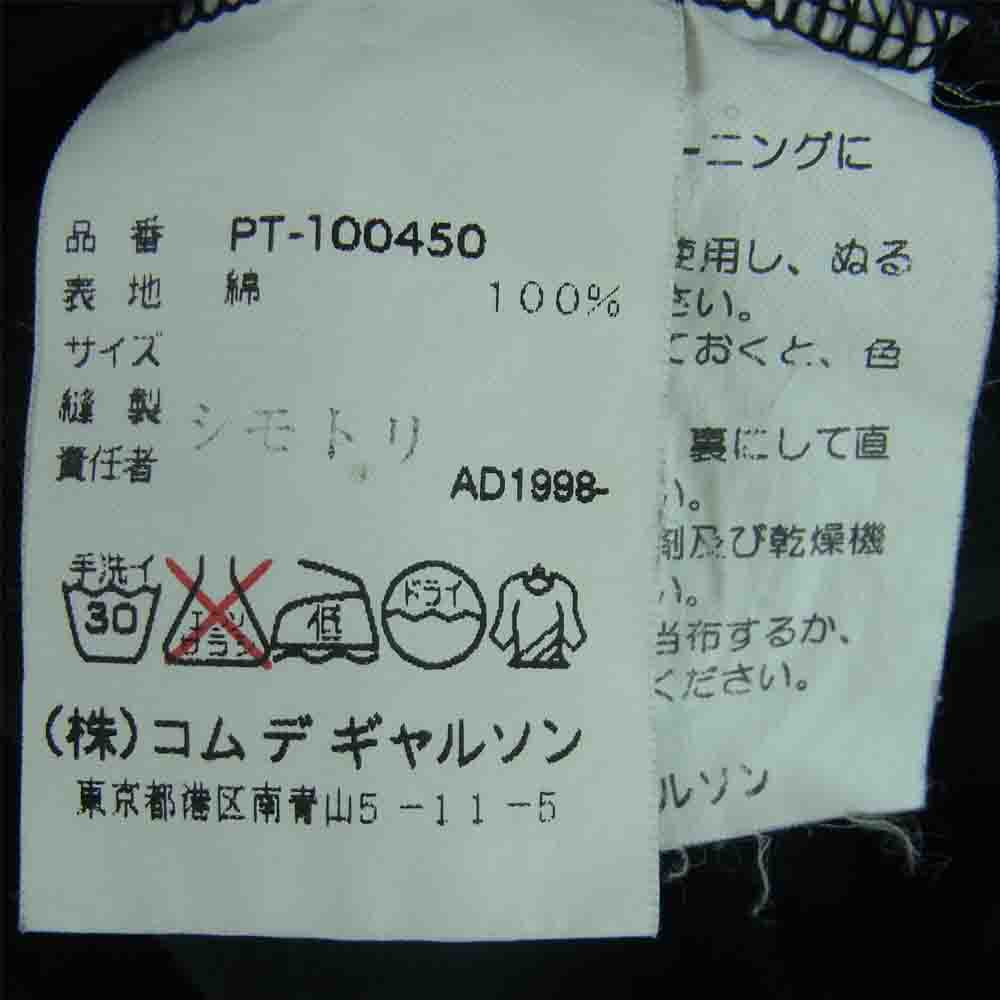 品 番 PT-100450
表 地 綿 100%
サイズ
縫 製 シモトリ
責任者
AD1998-
手洗イ
30
エンソ
サラシ
低
ドライ
(株)コムデギャルソン
東京都港区南青山5-11-5
ーニングに
使用し、ぬる
さい。
ておくと、色
裏にして直
い。
剤及び乾燥機
い。
当布するか、
ください。
ルソン